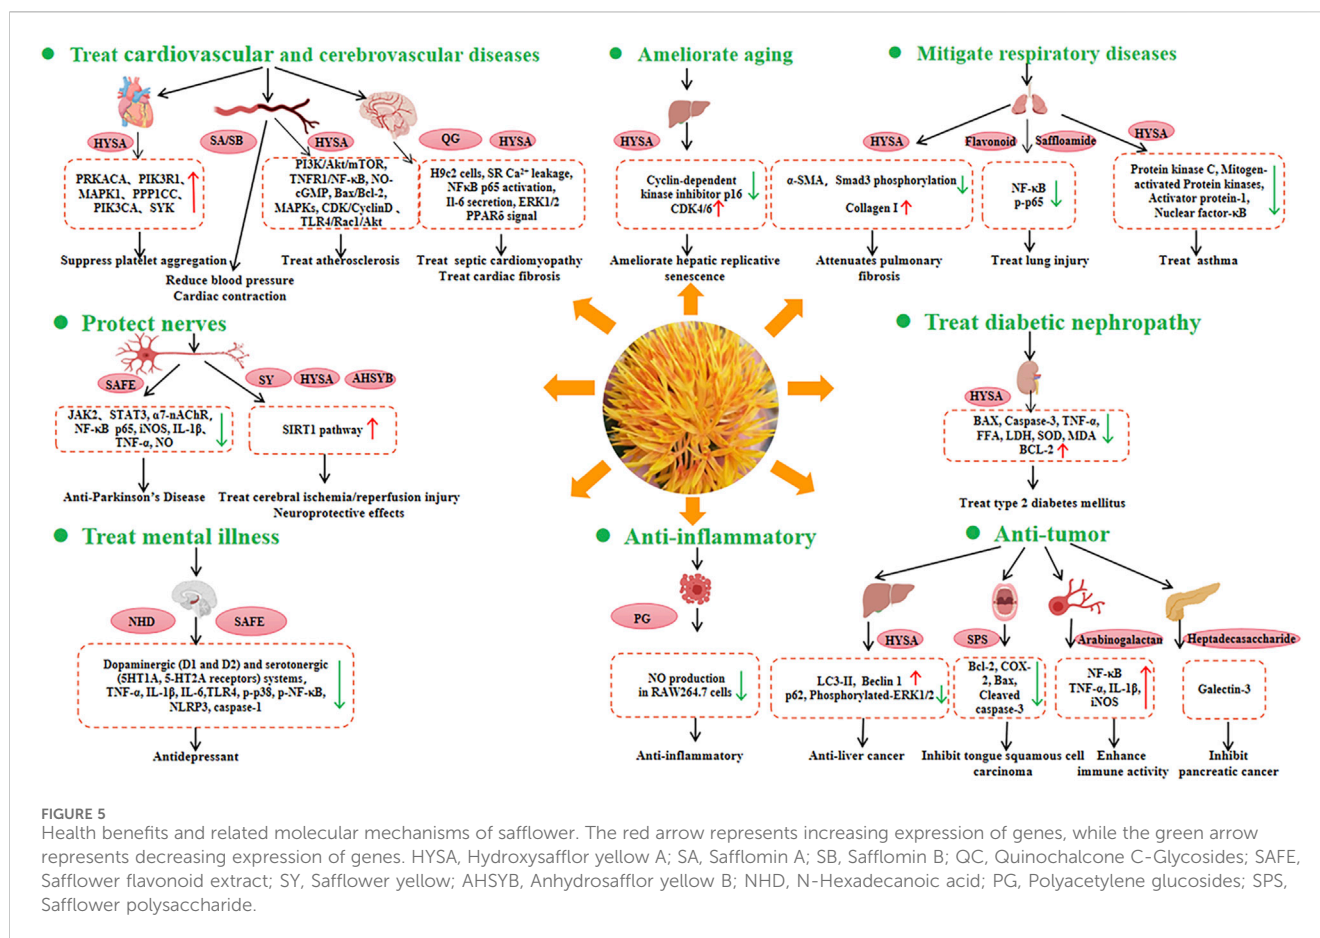 Treat cardiovascular and cerebrovascular diseases
HYSA
SA/SB
HYSA
QG
HYSA
PRKACA、PIK3R1,
MAPK1、PPP1CC,
PIK3CA、SYK
PI3K/Akt/mTOR,
TNFR1/NF-κB, NO-
cGMP, Bax/Bcl-2,
MAPKs, CDK/CyclinD、
TLR4/Rac1/Akt
H9c2 cells, SR Ca²⁺ leakage,
NFκB p65 activation,
Il-6 secretion, ERK1/2
PPARδ signal
Suppress platelet aggregation
Reduce blood pressure
Cardiac contraction
Treat atherosclerosis
Treat septic cardiomyopathy
Treat cardiac fibrosis
Ameliorate aging
HYSA
Cyclin-dependent
kinase inhibitor p16
CDK4/6
Ameliorate hepatic replicative
senescence
Mitigate respiratory diseases
HYSA
Flavonoid
Saffloamide
HYSA
α-SMA, Smad3 phosphorylation
Collagen I
NF-κB
p-p65
Protein kinase C, Mitogen-
activated Protein kinases,
Activator protein-1,
Nuclear factor-κB
Attenuates pulmonary
fibrosis
Treat lung injury
Treat asthma
Protect nerves
SAFE
SY
HYSA
AHSYB
JAK2、STAT3, α7-nAChR,
NF-κB p65, iNOS, IL-1β、
TNF-α, NO
SIRT1 pathway
Anti-Parkinson's Disease
Treat cerebral ischemia/reperfusion injury
Neuroprotective effects
Treat diabetic nephropathy
HYSA
BAX, Caspase-3, TNF-α,
FFA, LDH, SOD, MDA
BCL-2
Treat type 2 diabetes mellitus
Treat mental illness
NHD
SAFE
Dopaminergic (D1 and D2) and serotonergic
(5HT1A, 5-HT2A receptors) systems,
TNF-α, IL-1β, IL-6,TLR4, p-p38, p-NF-κB,
NLRP3, caspase-1
Antidepressant
Anti-inflammatory
PG
NO production
in RAW264.7 cells
Anti-inflammatory
Anti-tumor
HYSA
SPS
Arabinogalactan
Heptadecasaccharide
LC3-II, Beclin 1
p62, Phosphorylated-ERK1/2
Bcl-2, COX-
2, Bax,
Cleaved
caspase-3
NF-κB
TNF-α, IL-1β,
iNOS
Galectin-3
Anti-liver cancer
Inhibit tongue squamous cell
carcinoma
Enhance
immune activity
Inhibit
pancreatic cancer
FIGURE 5
Health benefits and related molecular mechanisms of safflower. The red arrow represents increasing expression of genes, while the green arrow
represents decreasing expression of genes. HYSA, Hydroxysafflor yellow A; SA, Safflomin A; SB, Safflomin B; QC, Quinochalcone C-Glycosides; SAFE,
Safflower flavonoid extract; SY, Safflower yellow; AHSYB, Anhydrosafflor yellow B; NHD, N-Hexadecanoic acid; PG, Polyacetylene glucosides; SPS,
Safflower polysaccharide.